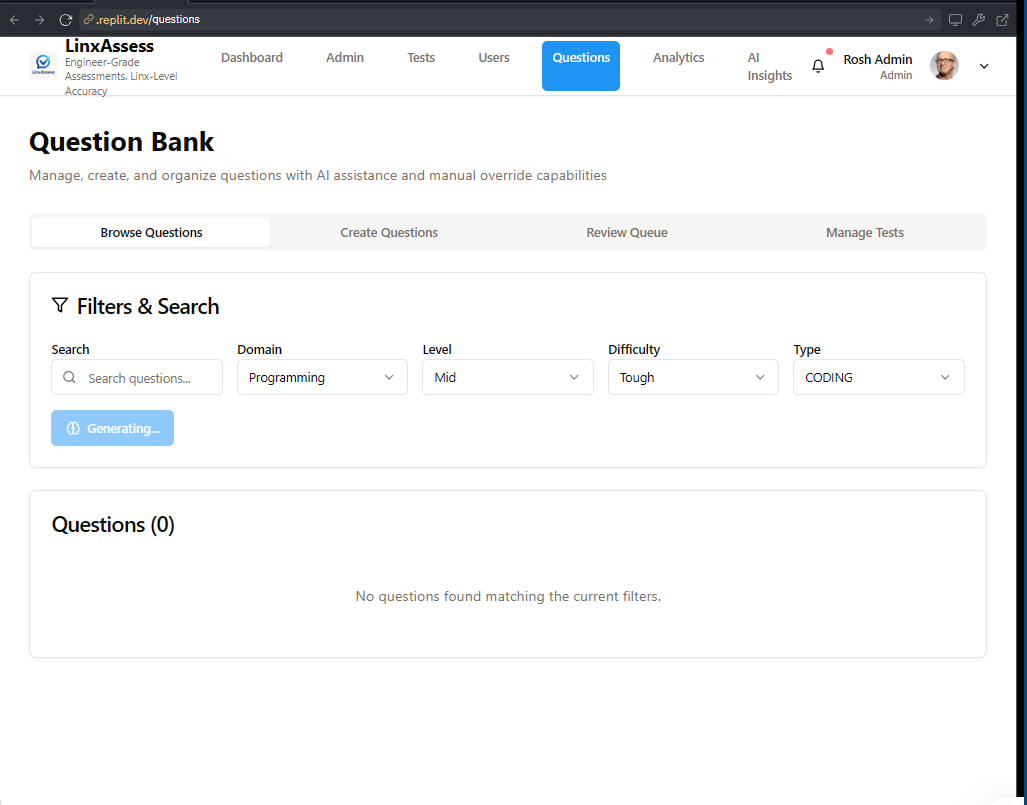 .replit.dev/questions
LinxAssess
Engineer-Grade
Assessments. Linx-Level
Accuracy
LinxAssess
Dashboard
Admin
Tests
Users
Questions
Analytics
AI
Insights
Rosh Admin
Admin
Question Bank
Manage, create, and organize questions with AI assistance and manual override capabilities
Browse Questions
Create Questions
Review Queue
Manage Tests
Filters & Search
Search
Domain
Level
Difficulty
Type
Search questions...
Programming
Mid
Tough
CODING
Generating...
Questions (0)
No questions found matching the current filters.